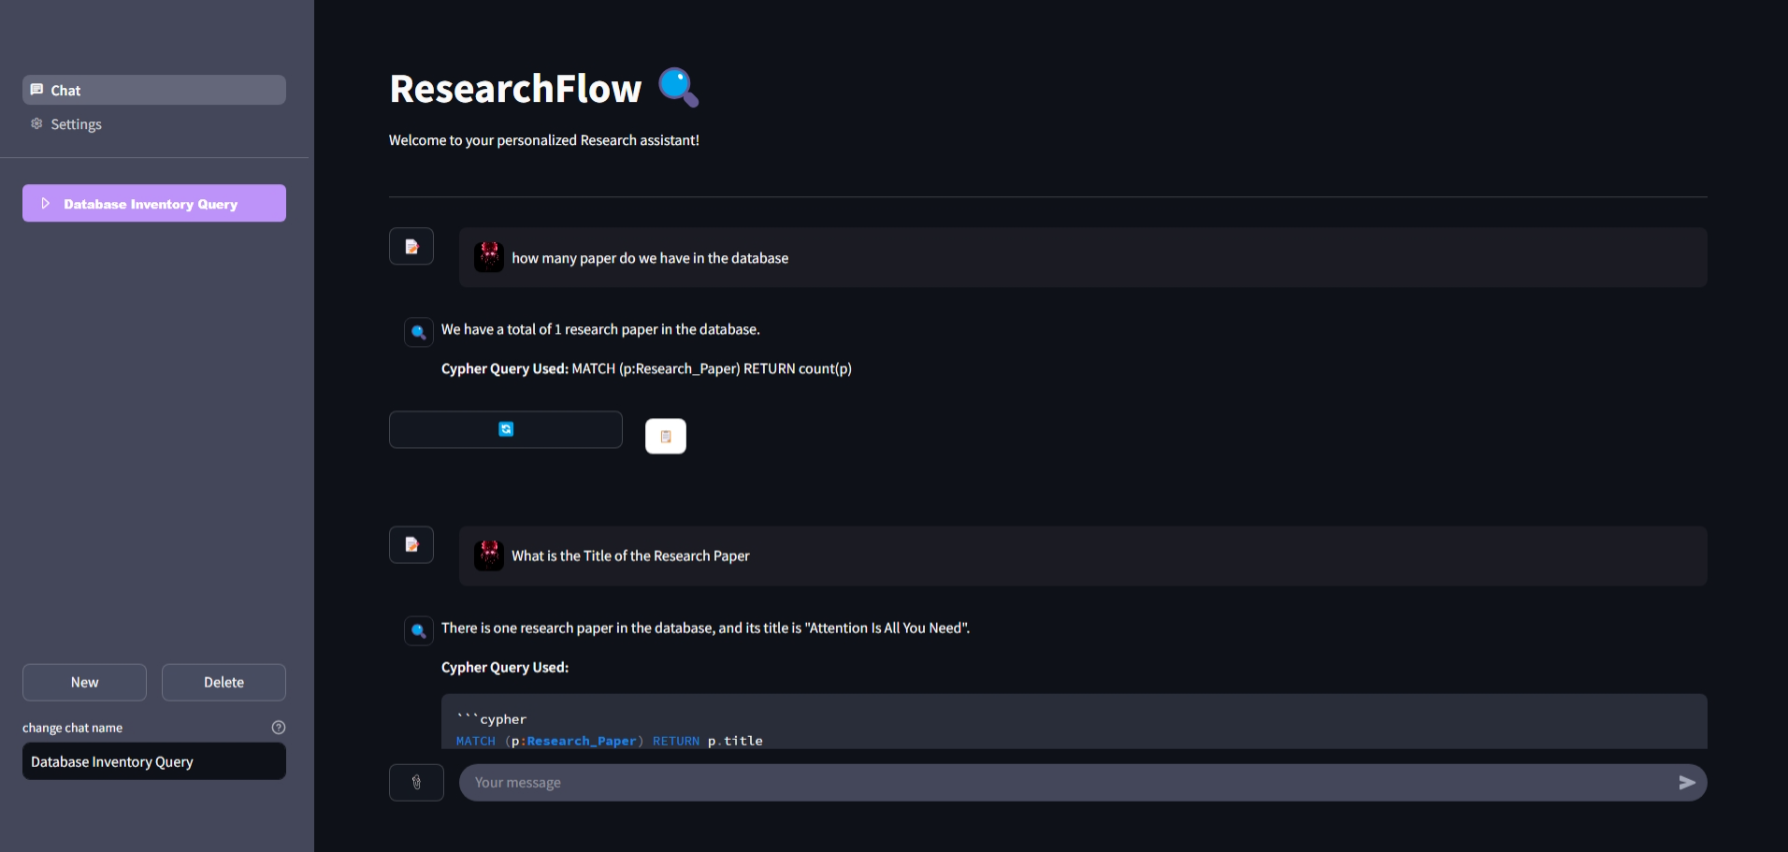 Chat
Settings
Database Inventory Query
New
Delete
change chat name
Database Inventory Query
ResearchFlow
Welcome to your personalized Research assistant!
how many paper do we have in the database
We have a total of 1 research paper in the database.
Cypher Query Used: MATCH (p:Research_Paper) RETURN count(p)
What is the Title of the Research Paper
There is one research paper in the database, and its title is "Attention Is All You Need".
Cypher Query Used:
```cypher
MATCH (p:Research_Paper) RETURN p.title
Your message